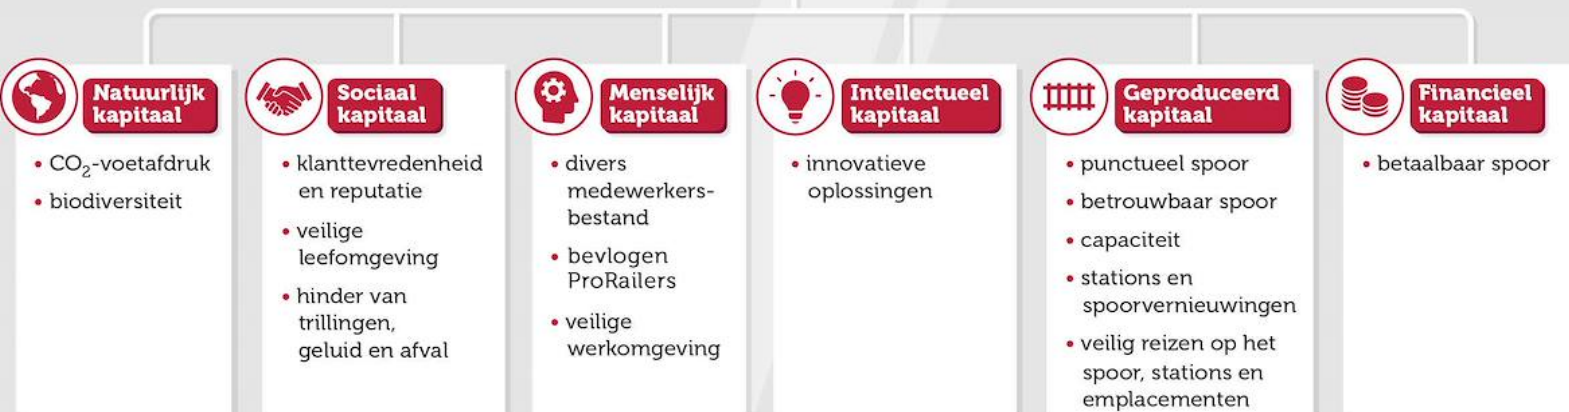 Natuurlijk
kapitaal
• CO₂-voetafdruk
• biodiversiteit
Sociaal
kapitaal
• klanttevredenheid
en reputatie
• veilige
leefomgeving
• hinder van
trillingen,
geluid en afval
Menselijk
kapitaal
• divers
medewerkers-
bestand
• bevlogen
ProRailers
• veilige
werkomgeving
Intellectueel
kapitaal
• innovatieve
oplossingen
Geproduceerd
kapitaal
• punctueel spoor
• betrouwbaar spoor
• capaciteit
• stations en
spoorvernieuwingen
• veilig reizen op het
spoor, stations en
emplacementen
Financieel
kapitaal
• betaalbaar spoor